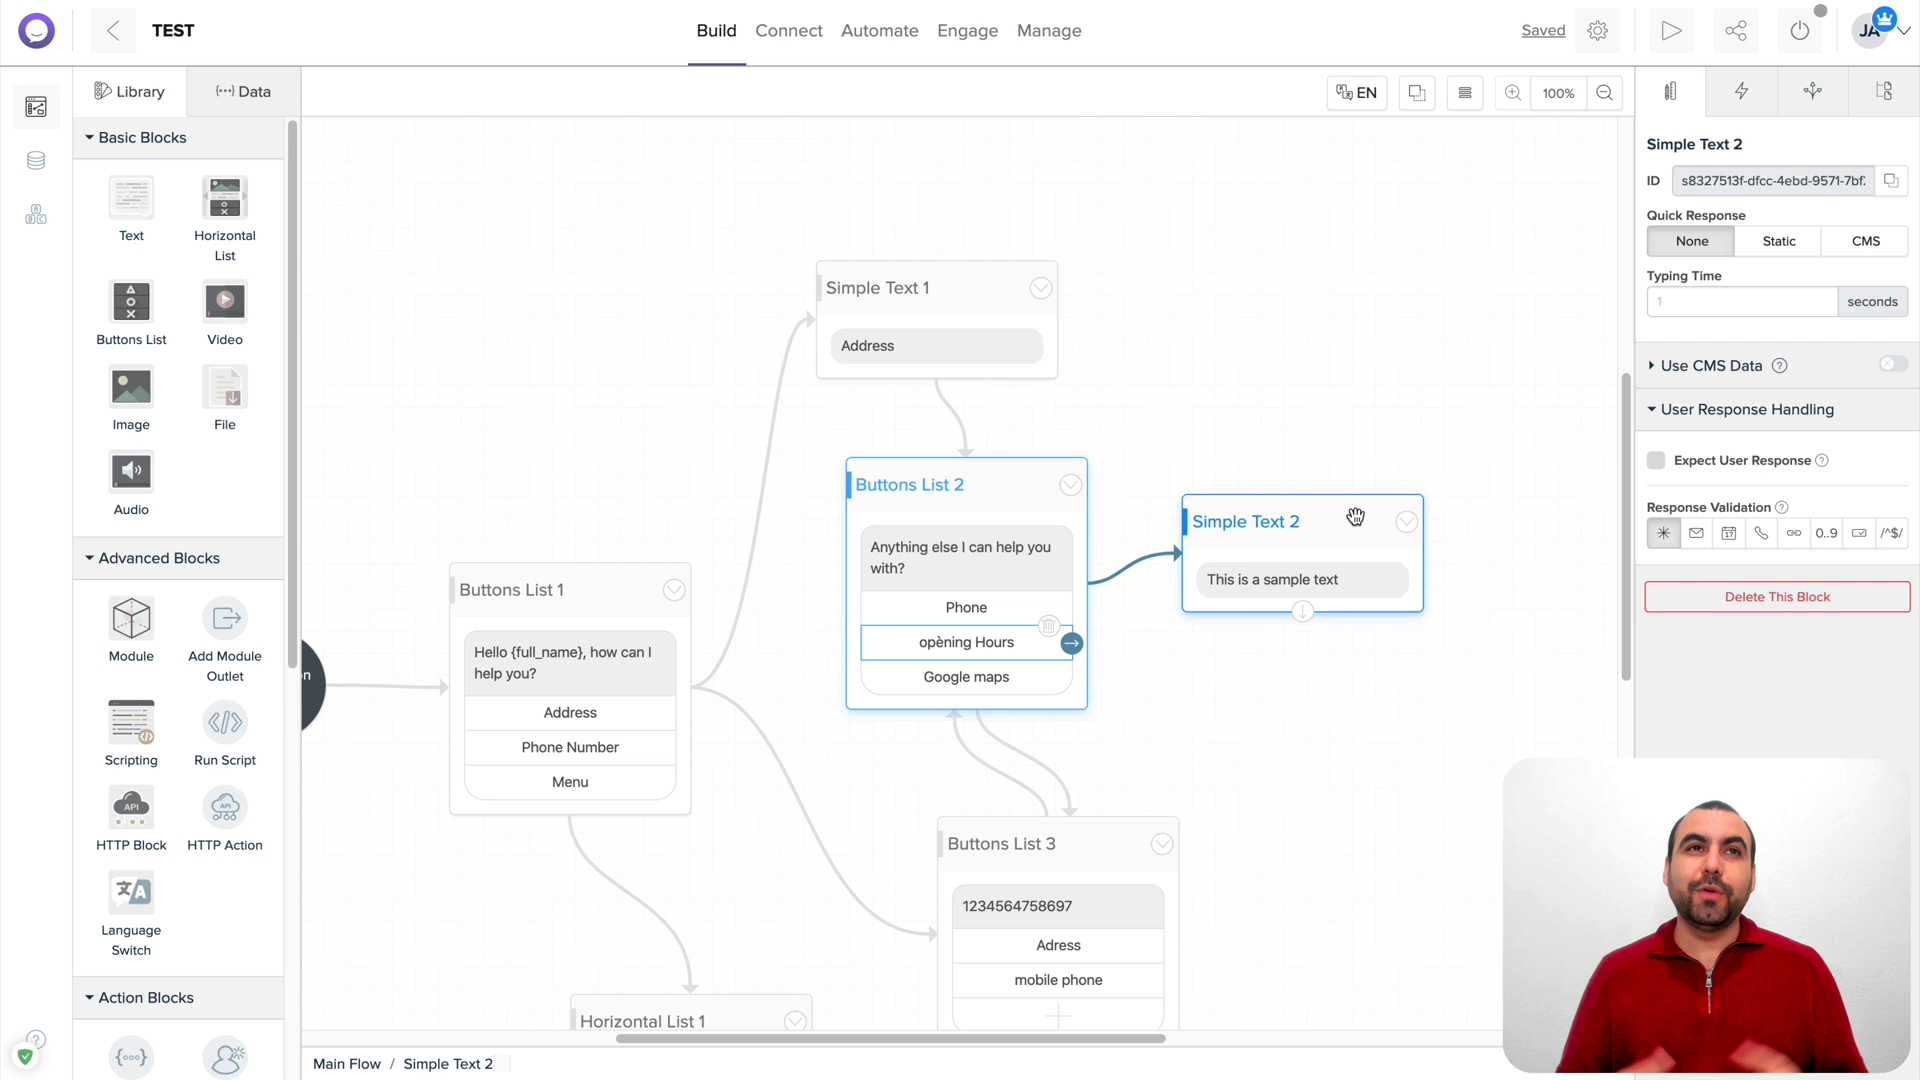 TEST
Build
Connect
Automate
Engage
Manage
Saved
JA
Library
Data
EN
100%
Basic Blocks
Text
Horizontal
List
Buttons List
Video
Image
File
Audio
Advanced Blocks
Module
Add Module
Outlet
Scripting
Run Script
API
HTTP Block
API
HTTP Action
Language
Switch
Action Blocks
Simple Text 1
Address
Buttons List 2
Anything else I can help you
with?
Phone
opèning Hours
Google maps
Simple Text 2
This is a sample text
Buttons List 1
Hello {full_name}, how can I
help you?
Address
Phone Number
Menu
n
Buttons List 3
1234564758697
Adress
mobile phone
Horizontal List 1
Main Flow / Simple Text 2
Simple Text 2
ID
s8327513f-dfcc-4ebd-9571-7bf
Quick Response
None
Static
CMS
Typing Time
1
seconds
Use CMS Data ?
User Response Handling
Expect User Response ?
Response Validation ?
17
0..9
/^$/
Delete This Block
?